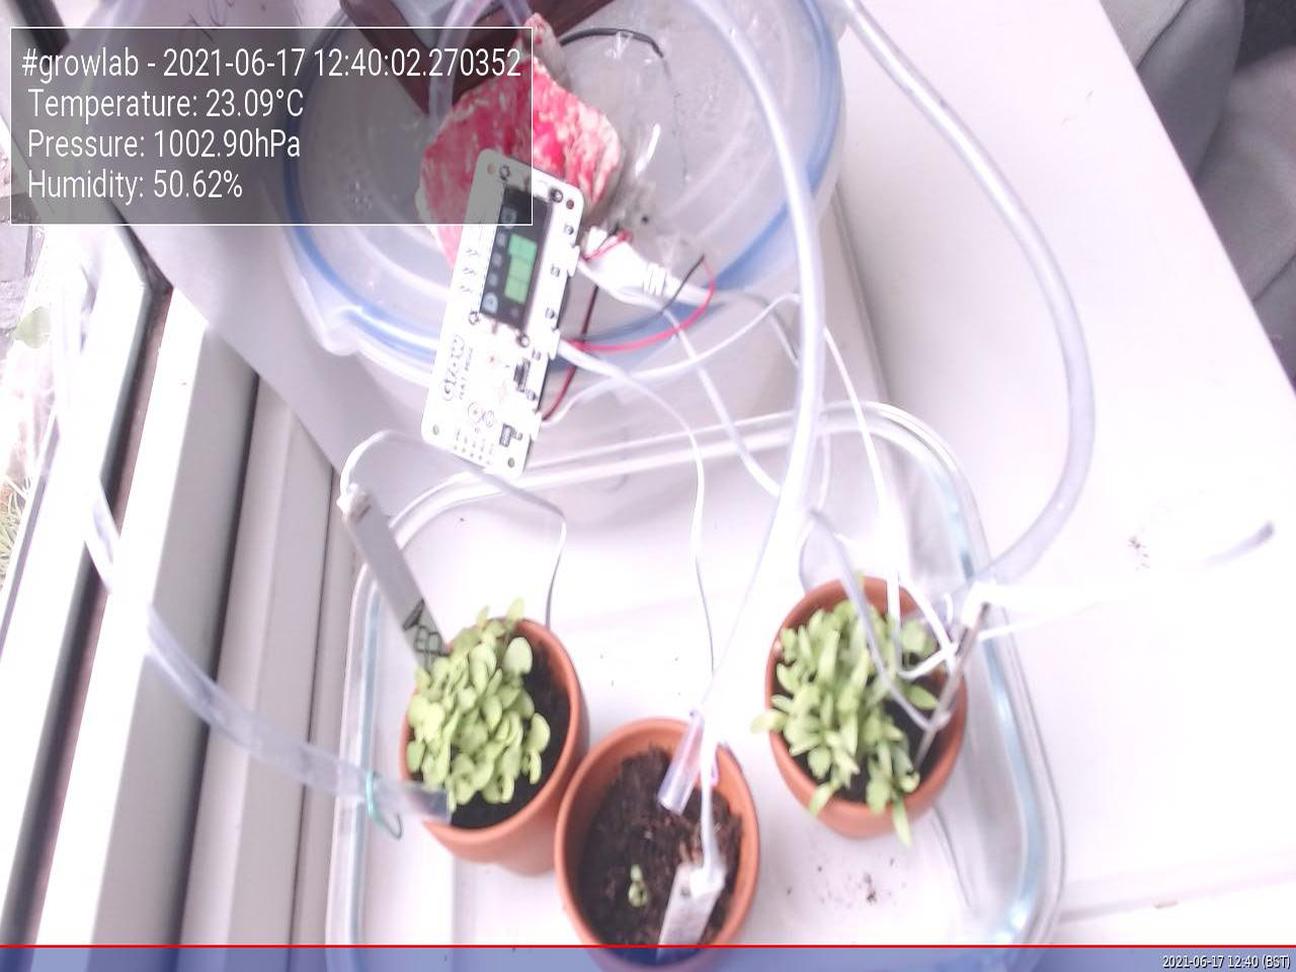 #growlab - 2021-06-17 12:40:02.270352
Temperature: 23.09°C
Pressure: 1002.90hPa
Humidity: 50.62%
2021-06-17 12:40 (BST)